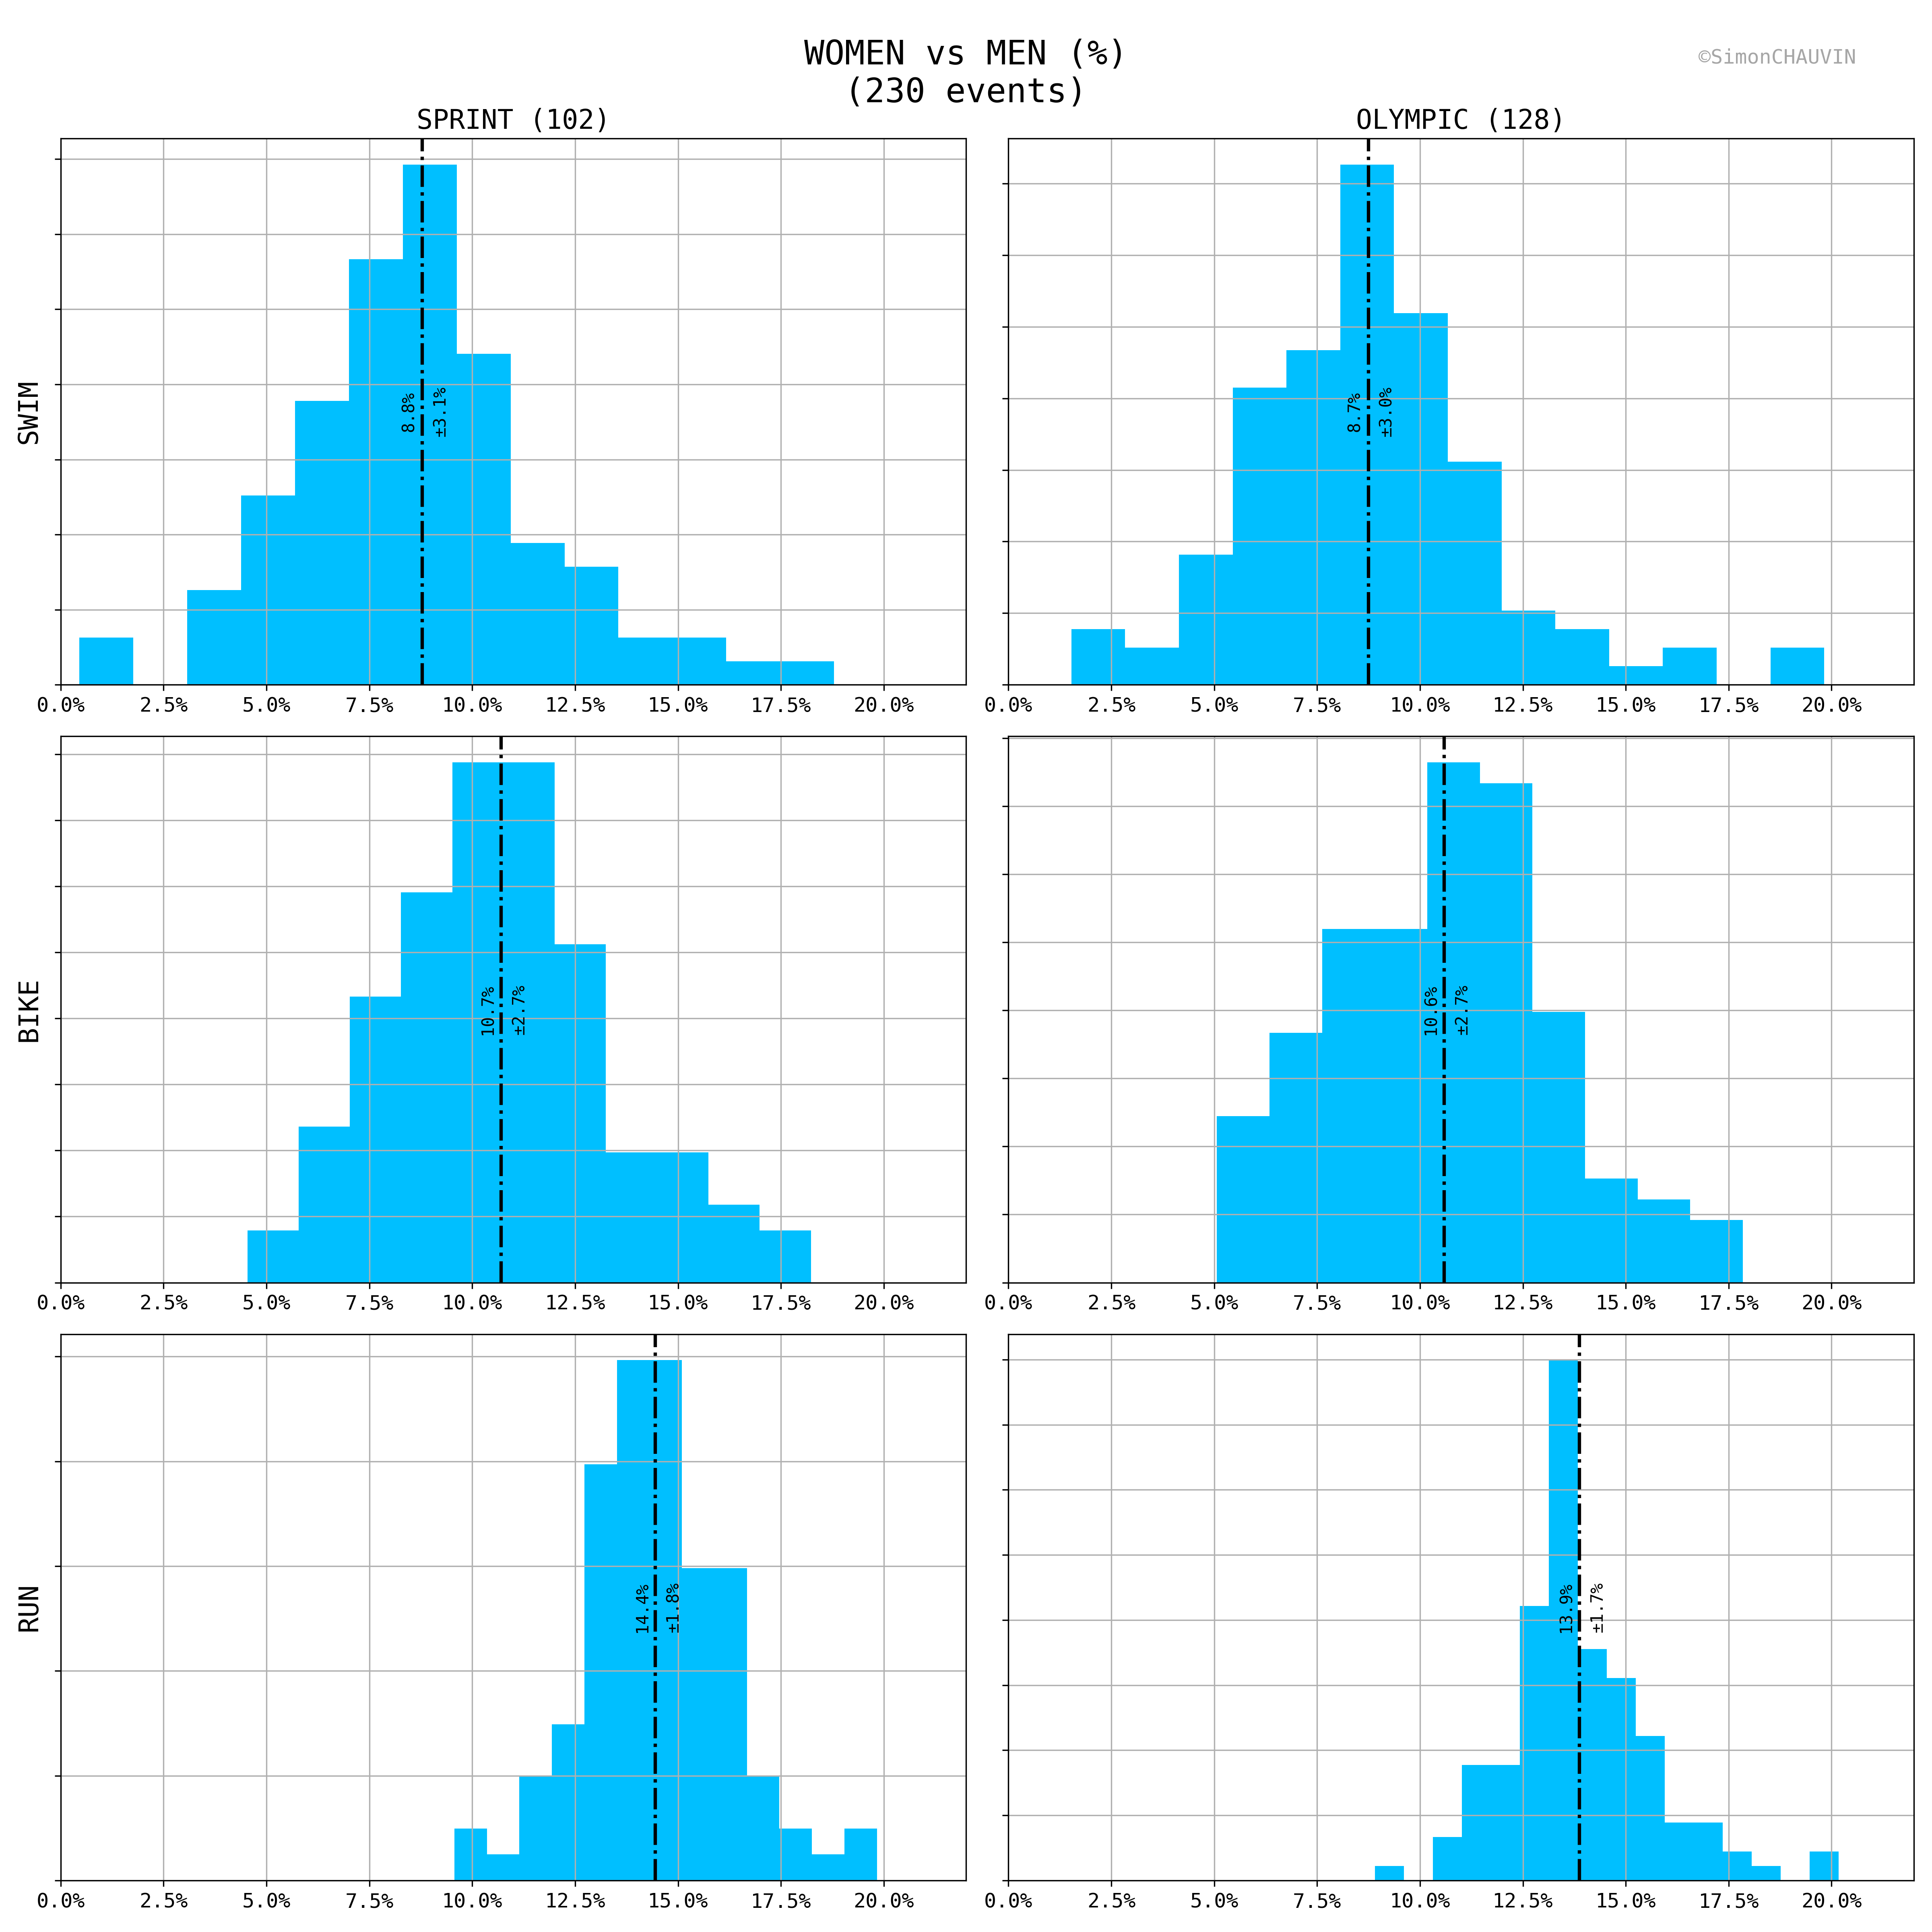 WOMEN vs MEN (%)
(230 events)
©SimonCHAUVIN
SPRINT (102)
OLYMPIC (128)
SWIM
8.8%
±3.1%
8.7%
±3.0%
0.0% 2.5% 5.0% 7.5% 10.0% 12.5% 15.0% 17.5% 20.0%
0.0% 2.5% 5.0% 7.5% 10.0% 12.5% 15.0% 17.5% 20.0%
BIKE
10.7%
±2.7%
10.6%
±2.7%
0.0% 2.5% 5.0% 7.5% 10.0% 12.5% 15.0% 17.5% 20.0%
0.0% 2.5% 5.0% 7.5% 10.0% 12.5% 15.0% 17.5% 20.0%
RUN
14.4%
±1.8%
13.9%
±1.7%
0.0% 2.5% 5.0% 7.5% 10.0% 12.5% 15.0% 17.5% 20.0%
0.0% 2.5% 5.0% 7.5% 10.0% 12.5% 15.0% 17.5% 20.0%